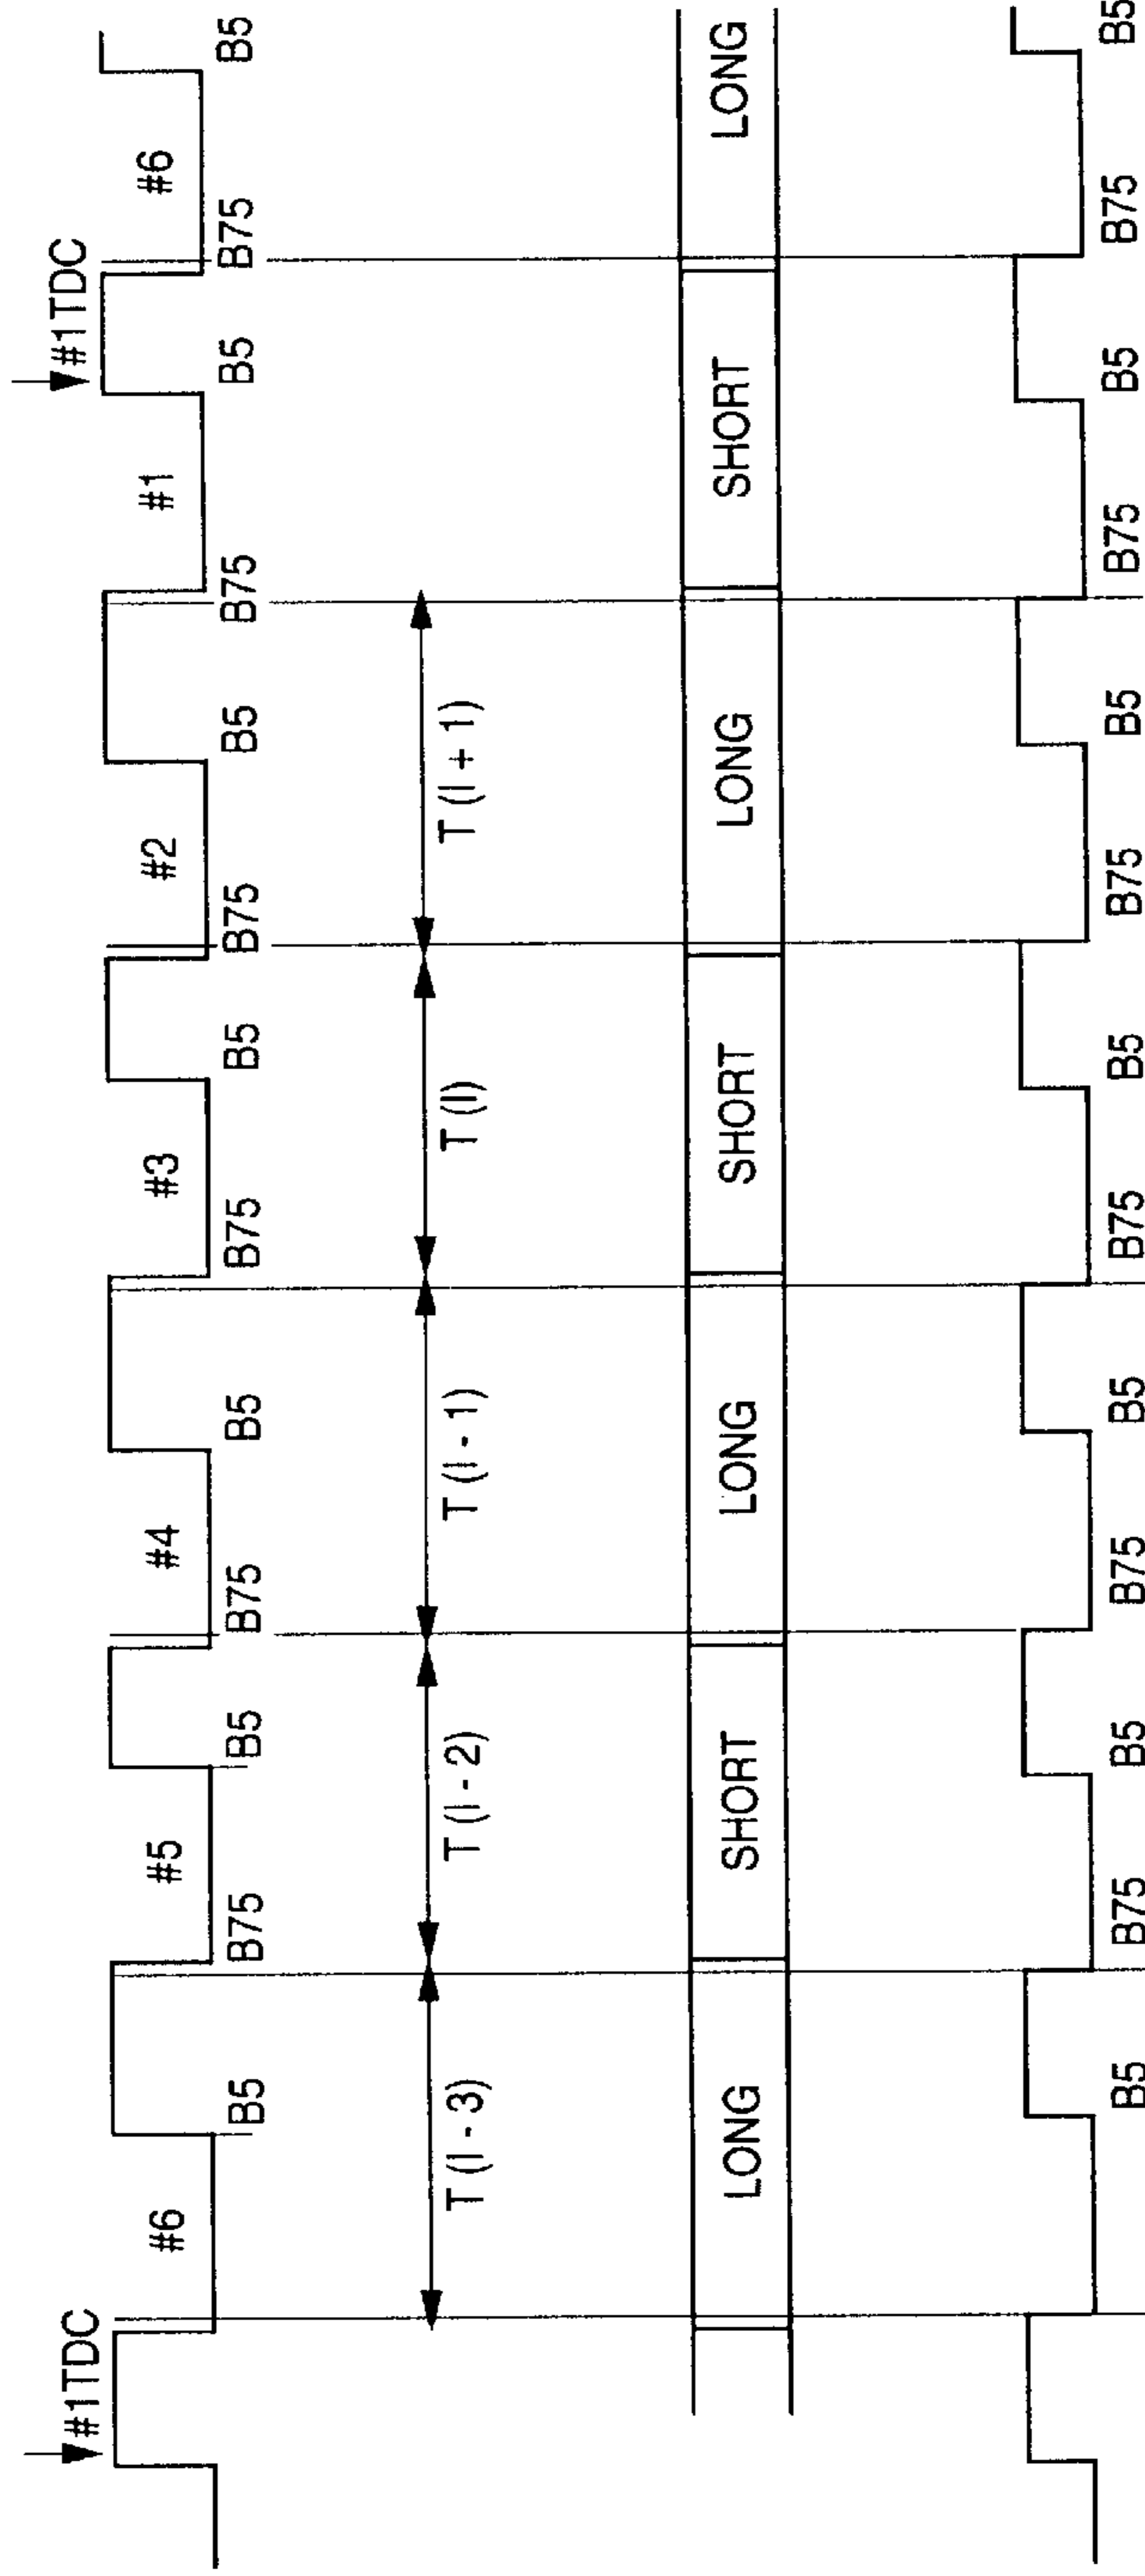 #1TDC #1TDC
#6 #5 #4 #3 #2 #1 #6
B5 B75 B5 B75 B5 B75 B5 B75 B5 B75 B5 B75 B5
T (I - 3) T (I - 2) T (I - 1) T (I) T (I + 1)
LONG SHORT LONG SHORT LONG SHORT LONG
B5 B75 B5 B75 B5 B75 B5 B75 B5 B75 B5 B75 B5